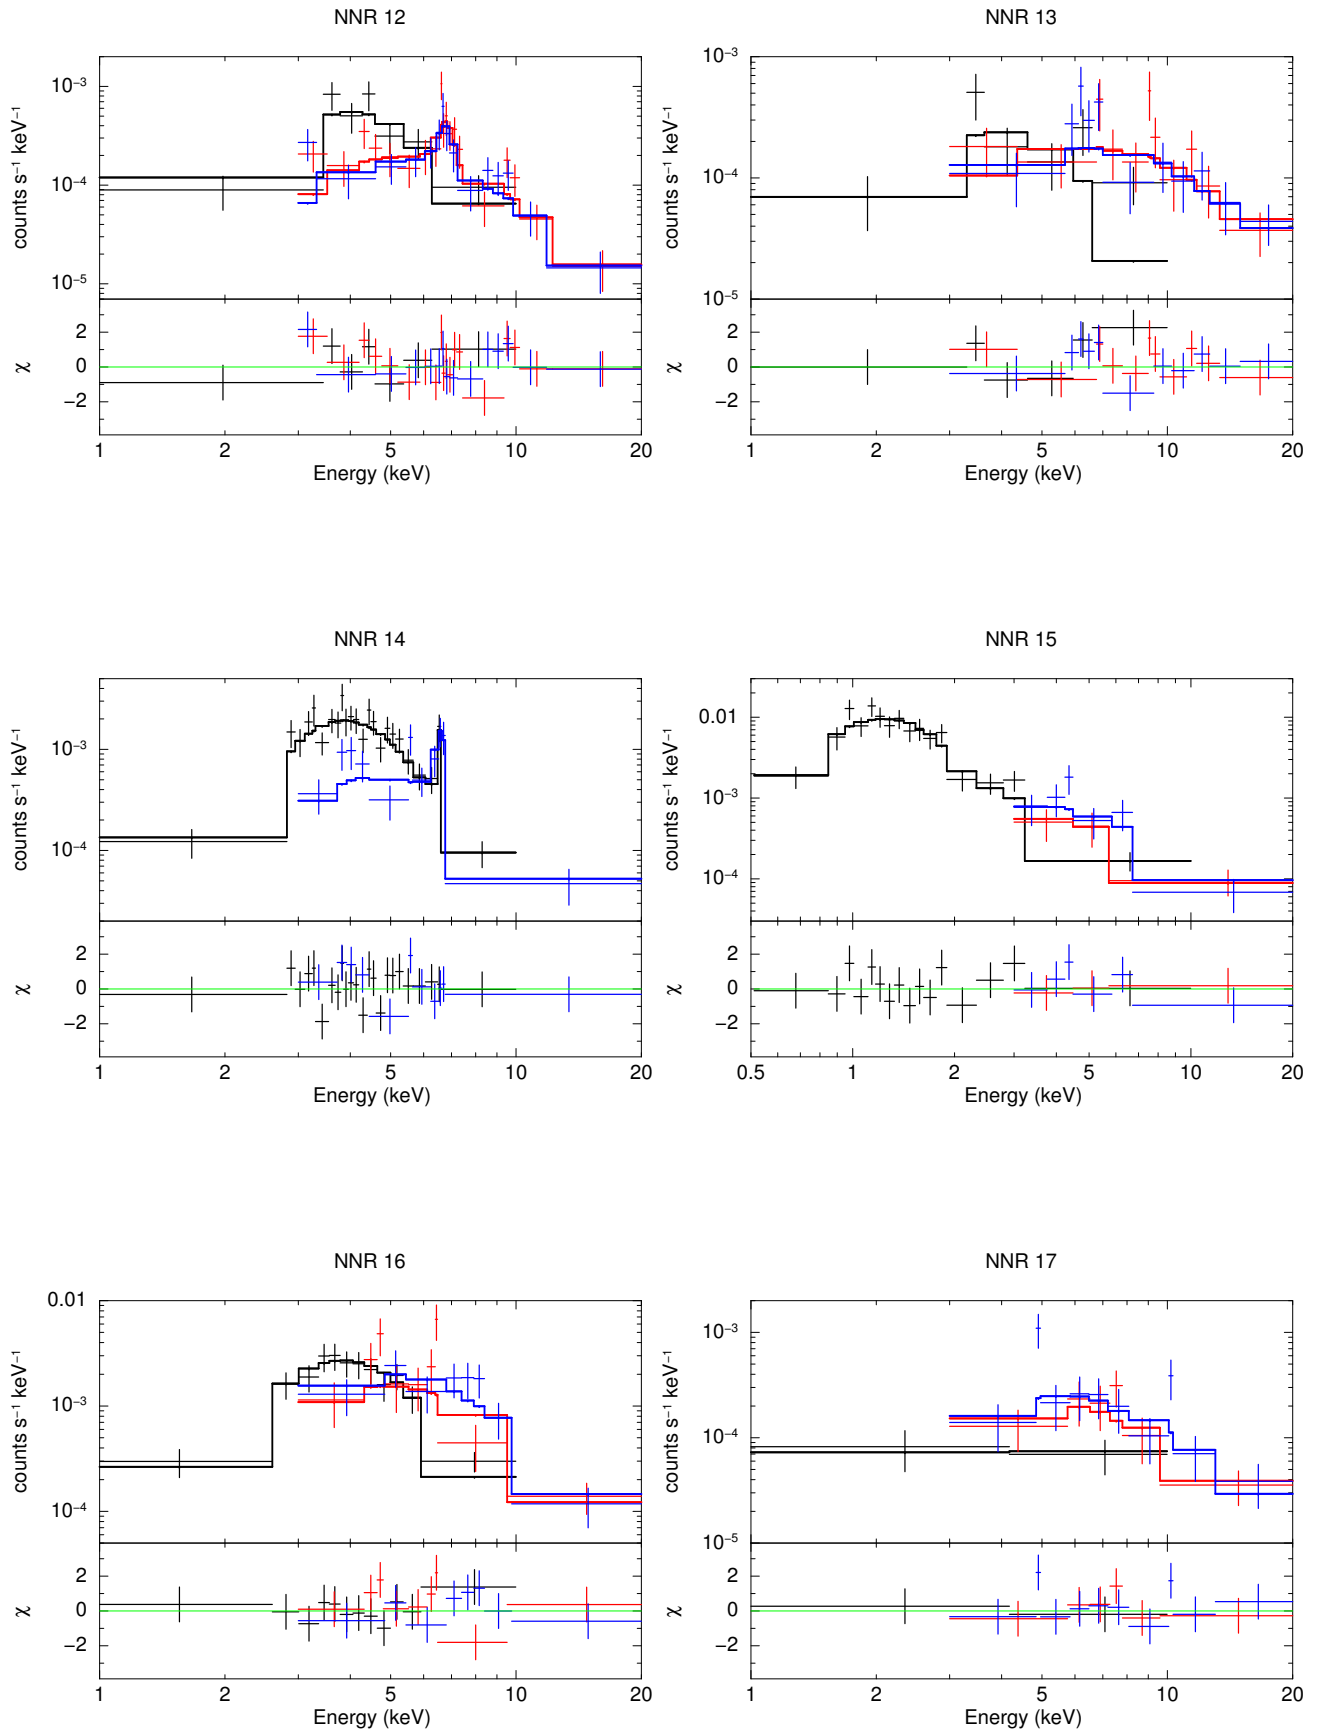 NNR 12
10⁻³
10⁻⁴
10⁻⁵
counts s⁻¹ keV⁻¹
2
0
−2
χ
1 2 5 10 20
Energy (keV)
NNR 13
10⁻³
10⁻⁴
10⁻⁵
counts s⁻¹ keV⁻¹
2
0
−2
χ
1 2 5 10 20
Energy (keV)
NNR 14
10⁻³
10⁻⁴
counts s⁻¹ keV⁻¹
2
0
−2
χ
1 2 5 10 20
Energy (keV)
NNR 15
0.01
10⁻³
10⁻⁴
counts s⁻¹ keV⁻¹
2
0
−2
χ
0.5 1 2 5 10 20
Energy (keV)
NNR 16
0.01
10⁻³
10⁻⁴
counts s⁻¹ keV⁻¹
2
0
−2
χ
1 2 5 10 20
Energy (keV)
NNR 17
10⁻³
10⁻⁴
10⁻⁵
counts s⁻¹ keV⁻¹
2
0
−2
χ
1 2 5 10 20
Energy (keV)